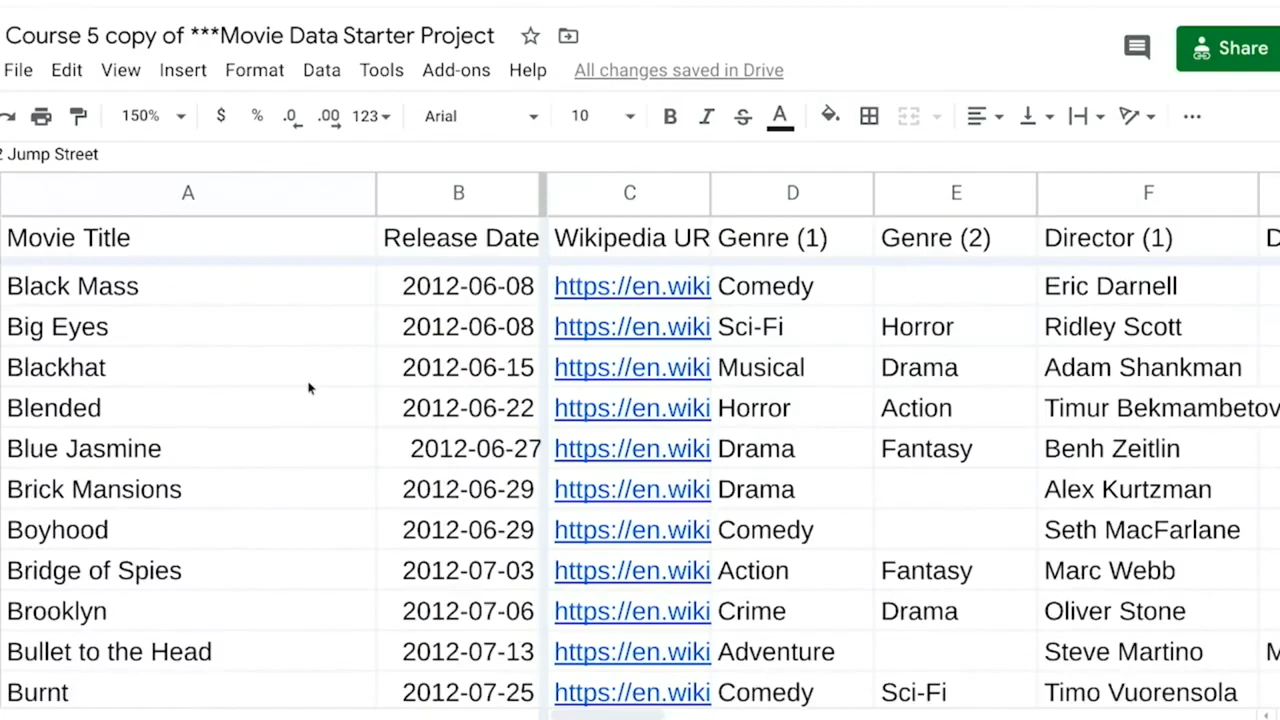 Course 5 copy of ***Movie Data Starter Project
Share
File Edit View Insert Format Data Tools Add-ons Help All changes saved in Drive
150% $ % .0 .00 123 Arial 10 B I S A
2 Jump Street
A B C D E F
Movie Title Release Date Wikipedia UR Genre (1) Genre (2) Director (1) D
Black Mass 2012-06-08 https://en.wiki Comedy Eric Darnell
Big Eyes 2012-06-08 https://en.wiki Sci-Fi Horror Ridley Scott
Blackhat 2012-06-15 https://en.wiki Musical Drama Adam Shankman
Blended 2012-06-22 https://en.wiki Horror Action Timur Bekmambetov
Blue Jasmine 2012-06-27 https://en.wiki Drama Fantasy Benh Zeitlin
Brick Mansions 2012-06-29 https://en.wiki Drama Alex Kurtzman
Boyhood 2012-06-29 https://en.wiki Comedy Seth MacFarlane
Bridge of Spies 2012-07-03 https://en.wiki Action Fantasy Marc Webb
Brooklyn 2012-07-06 https://en.wiki Crime Drama Oliver Stone
Bullet to the Head 2012-07-13 https://en.wiki Adventure Steve Martino M
Burnt 2012-07-25 https://en.wiki Comedy Sci-Fi Timo Vuorensola